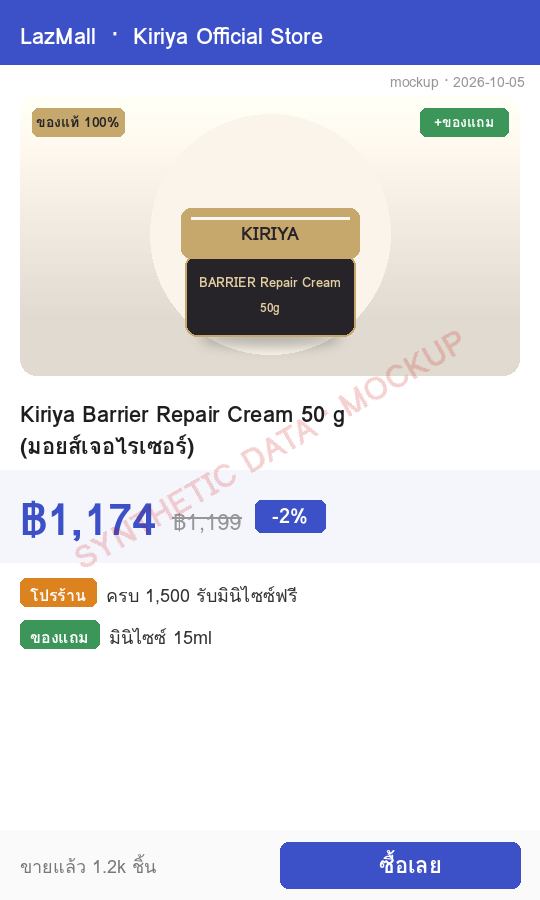 LazMall · Kiriya Official Store
mockup · 2026-10-05
ของแท้ 100%
+ของแถม
KIRIYA
BARRIER Repair Cream
50g
Kiriya Barrier Repair Cream 50 g
(มอยส์เจอไรเซอร์)
SYNTHETIC DATA · MOCKUP
฿1,174 ฿1,199 -2%
โปรร้าน ครบ 1,500 รับมินิไซซ์ฟรี
ของแถม มินิไซซ์ 15ml
ขายแล้ว 1.2k ชิ้น ซื้อเลย